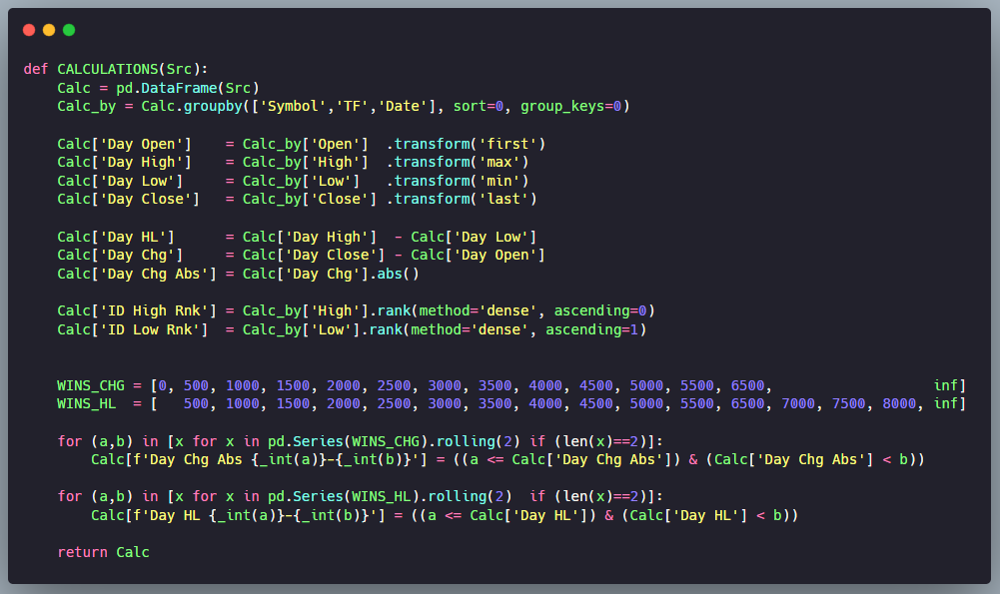 def CALCULATIONS(Src):
    Calc = pd.DataFrame(Src)
    Calc_by = Calc.groupby(['Symbol','TF','Date'], sort=0, group_keys=0)

    Calc['Day Open']    = Calc_by['Open']  .transform('first')
    Calc['Day High']    = Calc_by['High']  .transform('max')
    Calc['Day Low']     = Calc_by['Low']   .transform('min')
    Calc['Day Close']   = Calc_by['Close'] .transform('last')

    Calc['Day HL']      = Calc['Day High']  - Calc['Day Low']
    Calc['Day Chg']     = Calc['Day Close'] - Calc['Day Open']
    Calc['Day Chg Abs'] = Calc['Day Chg'].abs()

    Calc['ID High Rnk'] = Calc_by['High'].rank(method='dense', ascending=0)
    Calc['ID Low Rnk']  = Calc_by['Low'].rank(method='dense', ascending=1)


    WINS_CHG = [0, 500, 1000, 1500, 2000, 2500, 3000, 3500, 4000, 4500, 5000, 5500, 6500,                   inf]
    WINS_HL  = [   500, 1000, 1500, 2000, 2500, 3000, 3500, 4000, 4500, 5000, 5500, 6500, 7000, 7500, 8000, inf]

    for (a,b) in [x for x in pd.Series(WINS_CHG).rolling(2) if (len(x)==2)]:
        Calc[f'Day Chg Abs {_int(a)}-{_int(b)}'] = ((a <= Calc['Day Chg Abs']) & (Calc['Day Chg Abs'] < b))

    for (a,b) in [x for x in pd.Series(WINS_HL).rolling(2)  if (len(x)==2)]:
        Calc[f'Day HL {_int(a)}-{_int(b)}'] = ((a <= Calc['Day HL']) & (Calc['Day HL'] < b))

    return Calc